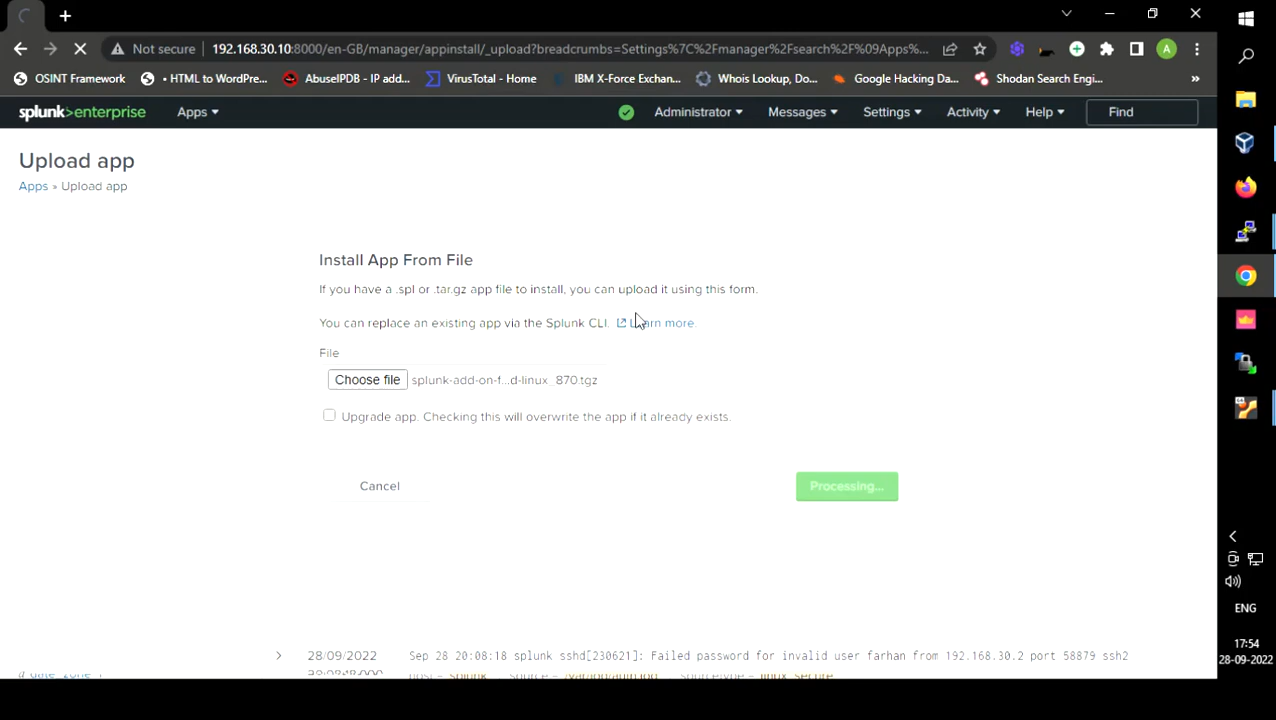 Not secure 192.168.30.10:8000/en-GB/manager/appinstall/_upload?breadcrumbs=Settings%7C%2Fmanager%2Fsearch%2F%09Apps%...
A
OSINT Framework • HTML to WordPre... AbuseIPDB - IP add... VirusTotal - Home IBM X-Force Exchan... Whois Lookup, Do... Google Hacking Da... Shodan Search Engi... »
splunk>enterprise Apps Administrator Messages Settings Activity Help Find
Upload app
Apps » Upload app
Install App From File
If you have a .spl or .tar.gz app file to install, you can upload it using this form.
You can replace an existing app via the Splunk CLI. Learn more.
File
Choose file splunk-add-on-f...d-linux_870.tgz
Upgrade app. Checking this will overwrite the app if it already exists.
Cancel Processing...
28/09/2022 Sep 28 20:08:18 splunk sshd[230621]: Failed password for invalid user farhan from 192.168.30.2 port 58879 ssh2
ENG
17:54
28-09-2022